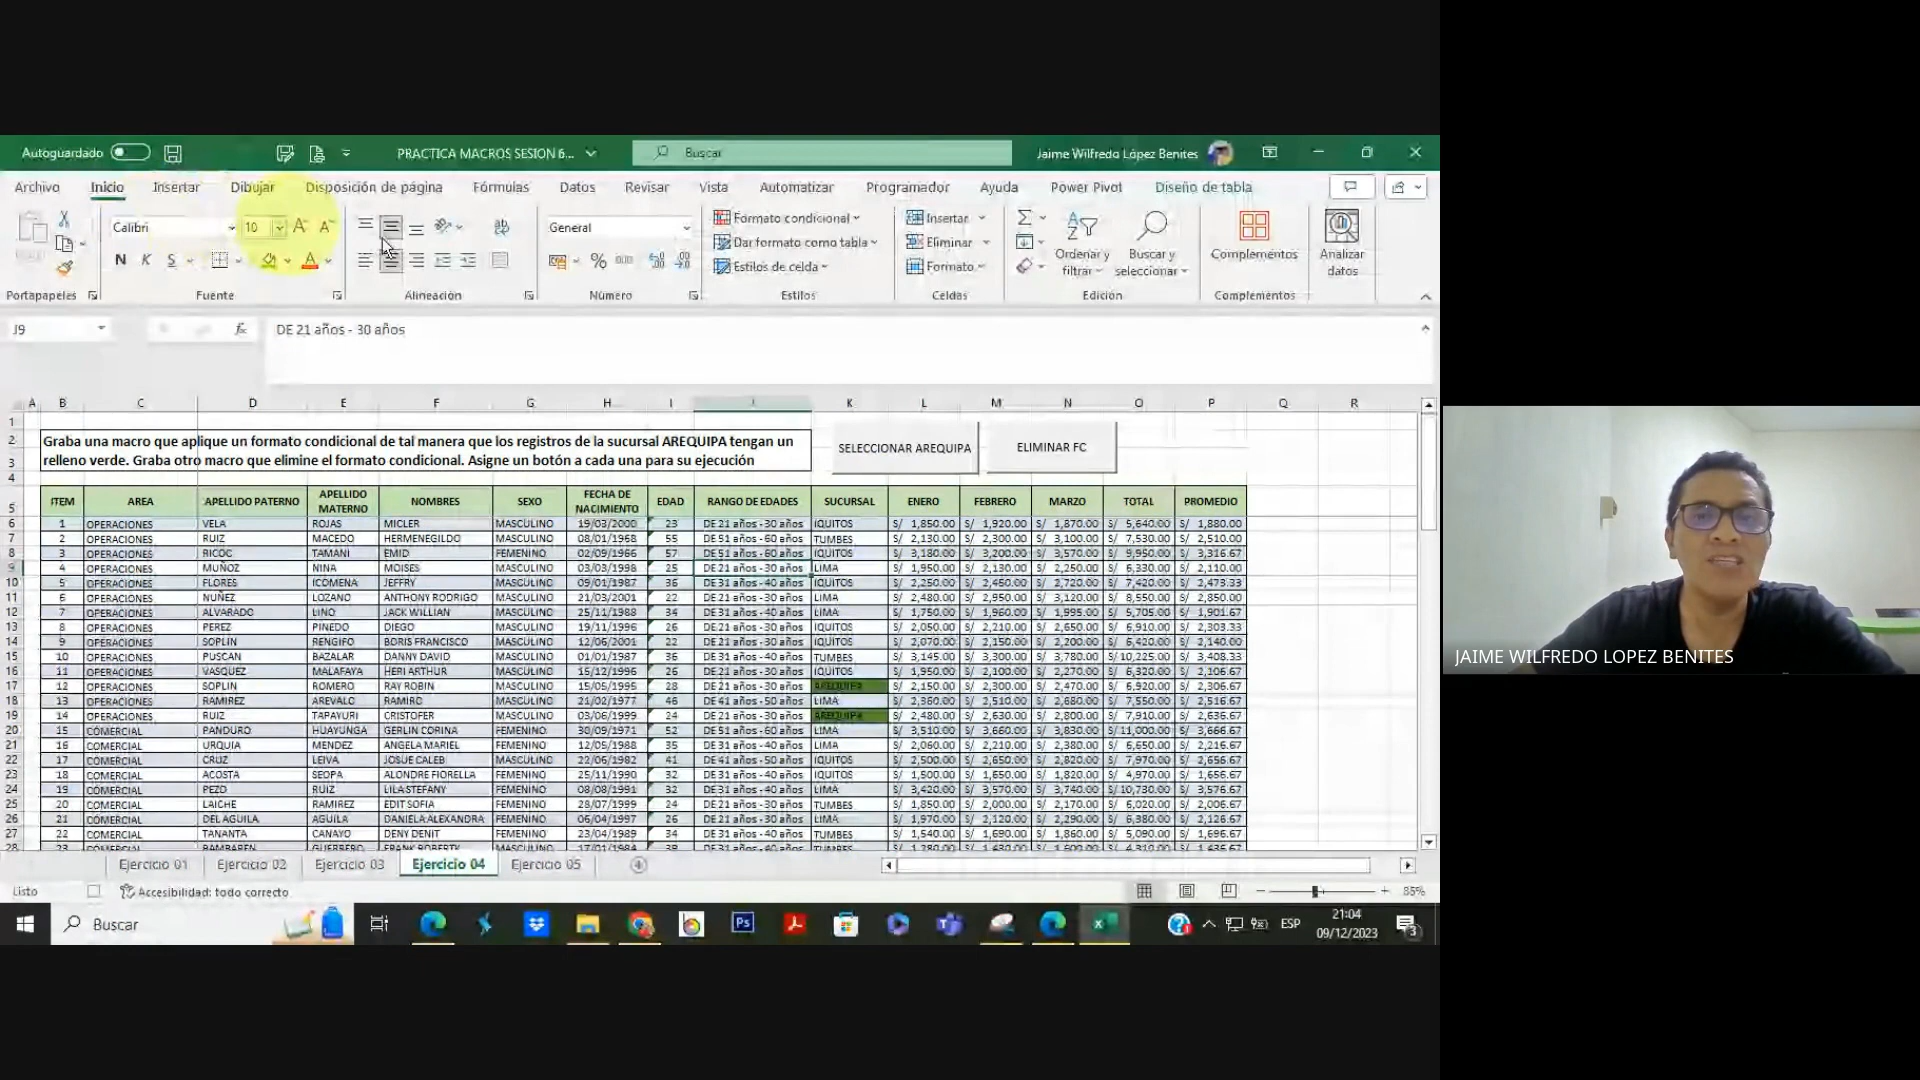 Autoguardado PRACTICA MACROS SESION 6... Buscar Jaime Wilfredo López Benites
Archivo Inicio Insertar Dibujar Disposición de página Fórmulas Datos Revisar Vista Automatizar Programador Ayuda Power Pivot Diseño de tabla
Calibri 10 General Formato condicional Insertar
Dar formato como tabla Eliminar
Estilos de celda Formato
Ordenar y filtrar Buscar y seleccionar Complementos Analizar datos
N K S
Portapapeles Fuente Alineación Número Estilos Celdas Edición Complementos
J9 fx DE 21 años - 30 años
A B C D E F G H I K L M N O P Q R
Graba una macro que aplique un formato condicional de tal manera que los registros de la sucursal AREQUIPA tengan un
relleno verde. Graba otro macro que elimine el formato condicional. Asigne un botón a cada una para su ejecución
SELECCIONAR AREQUIPA ELIMINAR FC
ITEM AREA APELLIDO PATERNO APELLIDO MATERNO NOMBRES SEXO FECHA DE NACIMIENTO EDAD RANGO DE EDADES SUCURSAL ENERO FEBRERO MARZO TOTAL PROMEDIO
6 1 OPERACIONES VELA ROJAS MICLER MASCULINO 19/03/2000 23 DE 21 años - 30 años IQUITOS S/ 1,850.00 S/ 1,920.00 S/ 1,870.00 S/ 5,640.00 S/ 1,880.00
7 2 OPERACIONES RUIZ MACEDO HERMENEGILDO MASCULINO 08/01/1968 55 DE 51 años - 60 años TUMBES S/ 2,130.00 S/ 2,300.00 S/ 3,100.00 S/ 7,530.00 S/ 2,510.00
8 3 OPERACIONES RICOC TAMANI EMID FEMENINO 02/09/1966 57 DE 51 años - 60 años IQUITOS S/ 3,180.00 S/ 3,200.00 S/ 3,570.00 S/ 9,950.00 S/ 3,316.67
9 4 OPERACIONES MUÑOZ NINA MOISES MASCULINO 03/03/1998 25 DE 21 años - 30 años LIMA S/ 1,950.00 S/ 2,130.00 S/ 2,250.00 S/ 6,330.00 S/ 2,110.00
10 5 OPERACIONES FLORES ICOMENA JEFFRY MASCULINO 09/01/1987 36 DE 31 años - 40 años IQUITOS S/ 2,250.00 S/ 2,450.00 S/ 2,720.00 S/ 7,420.00 S/ 2,473.33
11 6 OPERACIONES NUÑEZ LOZANO ANTHONY RODRIGO MASCULINO 21/03/2001 22 DE 21 años - 30 años LIMA S/ 2,480.00 S/ 2,950.00 S/ 3,120.00 S/ 8,550.00 S/ 2,850.00
12 7 OPERACIONES ALVARADO LINO JACK WILLIAN MASCULINO 25/11/1988 34 DE 31 años - 40 años LIMA S/ 1,750.00 S/ 1,960.00 S/ 1,995.00 S/ 5,705.00 S/ 1,901.67
13 8 OPERACIONES PEREZ PINEDO DIEGO MASCULINO 19/11/1996 26 DE 21 años - 30 años IQUITOS S/ 2,050.00 S/ 2,210.00 S/ 2,650.00 S/ 6,910.00 S/ 2,303.33
14 9 OPERACIONES SOPLIN RENGIFO BORIS FRANCISCO MASCULINO 12/06/2001 22 DE 21 años - 30 años IQUITOS S/ 2,070.00 S/ 2,150.00 S/ 2,200.00 S/ 6,420.00 S/ 2,140.00
15 10 OPERACIONES PUSCAN BAZALAR DANNY DAVID MASCULINO 01/01/1987 36 DE 31 años - 40 años TUMBES S/ 3,145.00 S/ 3,300.00 S/ 3,780.00 S/ 10,225.00 S/ 3,408.33
16 11 OPERACIONES VASQUEZ MALAFAYA HERI ARTHUR MASCULINO 15/12/1996 26 DE 21 años - 30 años IQUITOS S/ 1,950.00 S/ 2,100.00 S/ 2,270.00 S/ 6,320.00 S/ 2,106.67
17 12 OPERACIONES SOPLIN ROMERO RAY ROBIN MASCULINO 15/05/1995 28 DE 21 años - 30 años AREQUIPA S/ 2,150.00 S/ 2,300.00 S/ 2,470.00 S/ 6,920.00 S/ 2,306.67
18 13 OPERACIONES RAMIREZ AREVALO RAMIRO MASCULINO 21/02/1977 46 DE 41 años - 50 años LIMA S/ 2,360.00 S/ 2,510.00 S/ 2,680.00 S/ 7,550.00 S/ 2,516.67
19 14 OPERACIONES RUIZ TAPAYURI CRISTOFER MASCULINO 03/06/1999 24 DE 21 años - 30 años AREQUIPA S/ 2,480.00 S/ 2,630.00 S/ 2,800.00 S/ 7,910.00 S/ 2,636.67
20 15 COMERCIAL PANDURO HUAYUNGA GERLIN CORINA FEMENINO 30/09/1971 52 DE 51 años - 60 años LIMA S/ 3,510.00 S/ 3,660.00 S/ 3,830.00 S/ 11,000.00 S/ 3,666.67
21 16 COMERCIAL URQUIA MENDEZ ANGELA MARIEL FEMENINO 12/05/1988 35 DE 31 años - 40 años LIMA S/ 2,060.00 S/ 2,210.00 S/ 2,380.00 S/ 6,650.00 S/ 2,216.67
22 17 COMERCIAL CRUZ LEIVA JOSUE CALEB MASCULINO 22/06/1982 41 DE 41 años - 50 años IQUITOS S/ 2,500.00 S/ 2,650.00 S/ 2,820.00 S/ 7,970.00 S/ 2,656.67
23 18 COMERCIAL ACOSTA SEOPA ALONDRE FIORELLA FEMENINO 25/11/1990 32 DE 31 años - 40 años IQUITOS S/ 1,500.00 S/ 1,650.00 S/ 1,820.00 S/ 4,970.00 S/ 1,656.67
24 19 COMERCIAL PEZO RUIZ LILA STEFANY FEMENINO 08/08/1991 32 DE 31 años - 40 años LIMA S/ 3,420.00 S/ 3,570.00 S/ 3,740.00 S/ 10,730.00 S/ 3,576.67
25 20 COMERCIAL LAICHE RAMIREZ EDIT SOFIA FEMENINO 28/07/1999 24 DE 21 años - 30 años TUMBES S/ 1,850.00 S/ 2,000.00 S/ 2,170.00 S/ 6,020.00 S/ 2,006.67
26 21 COMERCIAL DEL AGUILA AGUILA DANIELA ALEXANDRA FEMENINO 06/04/1997 26 DE 21 años - 30 años LIMA S/ 1,970.00 S/ 2,120.00 S/ 2,290.00 S/ 6,380.00 S/ 2,126.67
27 22 COMERCIAL TANANTA CANAYO DENY DENIT FEMENINO 23/04/1989 34 DE 31 años - 40 años TUMBES S/ 1,540.00 S/ 1,690.00 S/ 1,860.00 S/ 5,090.00 S/ 1,696.67
28 23 COMERCIAL BAMBAREN GUERRERO
Ejercicio 01 Ejercicio 02 Ejercicio 03 Ejercicio 04 Ejercicio 05
Listo Accesibilidad: todo correcto 85%
Buscar ESP 21:04
09/12/2023
JAIME WILFREDO LOPEZ BENITES